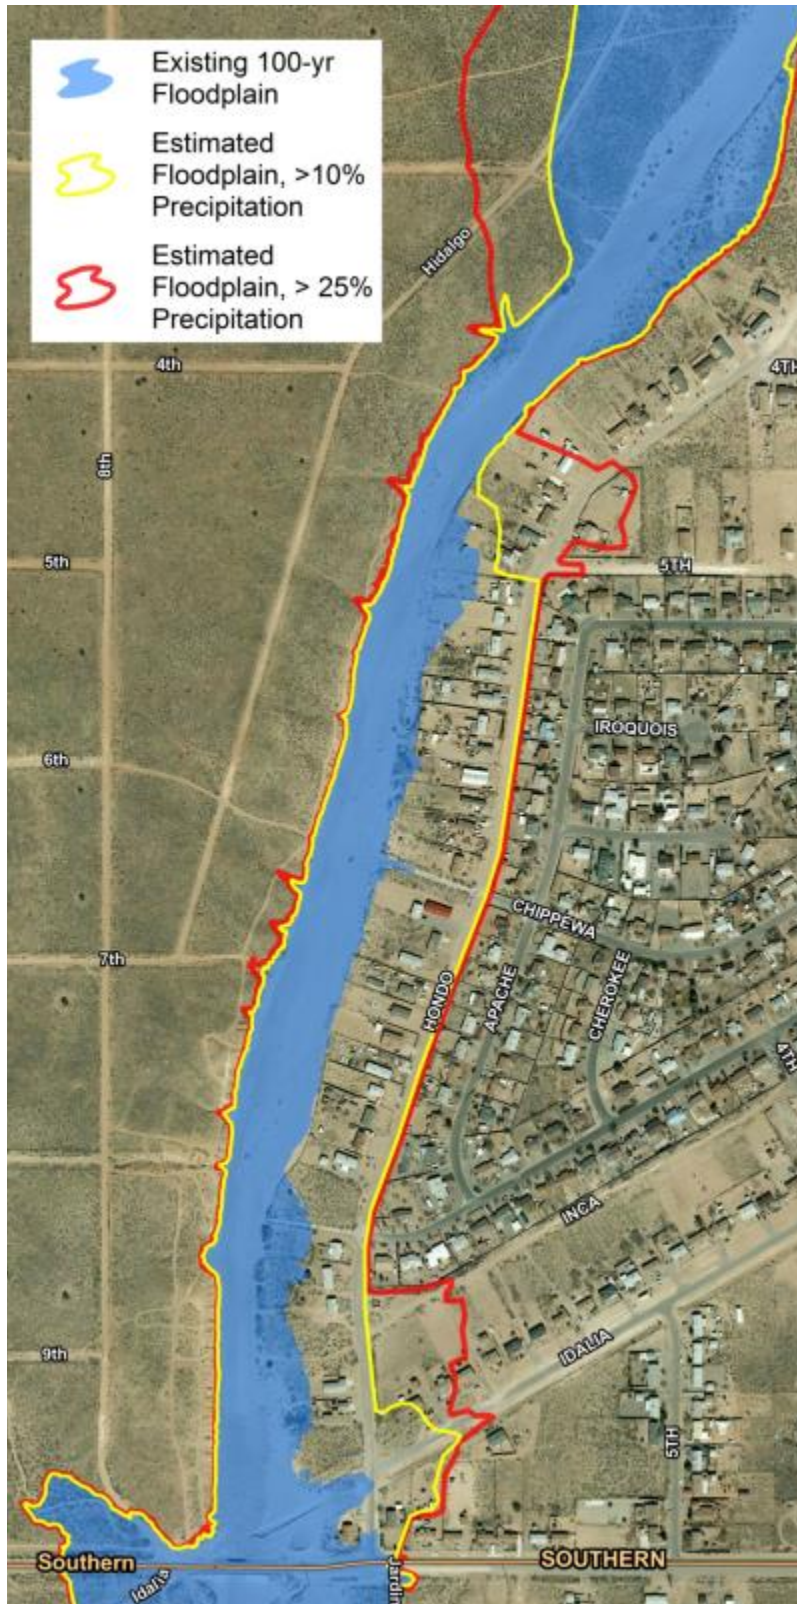 Existing 100-yr
Floodplain
Estimated
Floodplain, >10%
Precipitation
Estimated
Floodplain, > 25%
Precipitation
Hidalgo
4th
4TH
8th
5th
5TH
IROQUOIS
6th
CHIPPEWA
7th
HONDO
APACHE
CHEROKEE
4TH
INCA
9th
IDALIA
5TH
Southern
SOUTHERN
Idalia
Jardin